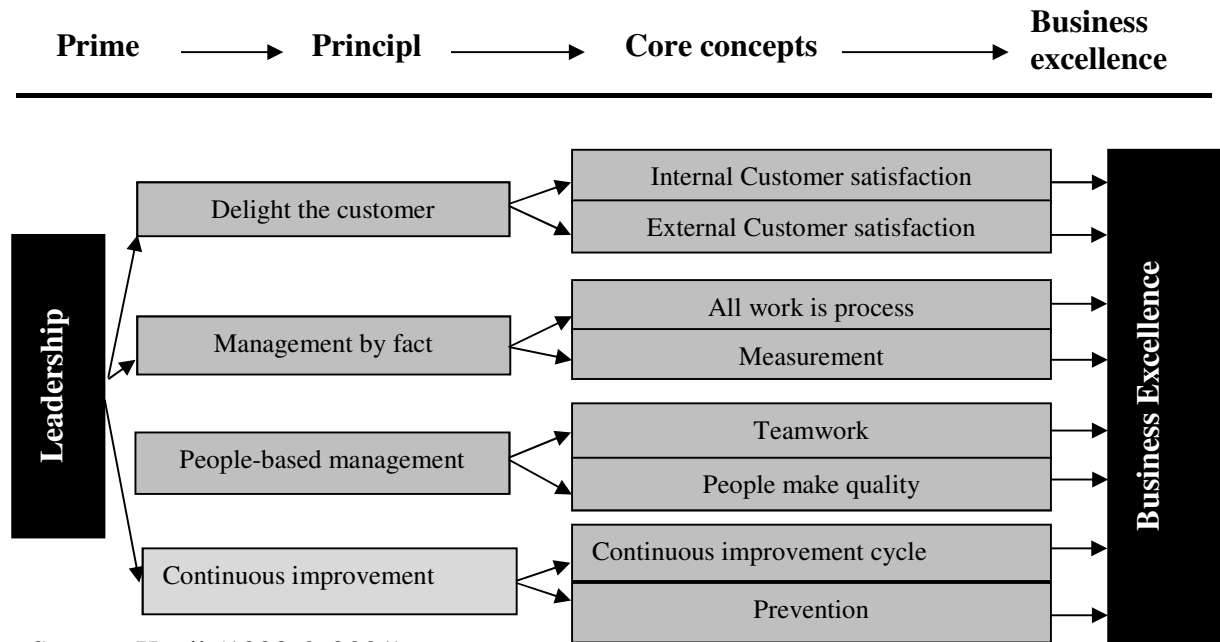 Prime
Principl
Core concepts
Business
excellence
Leadership
Delight the customer
Management by fact
People-based management
Continuous improvement
Internal Customer satisfaction
External Customer satisfaction
All work is process
Measurement
Teamwork
People make quality
Continuous improvement cycle
Prevention
Business Excellence